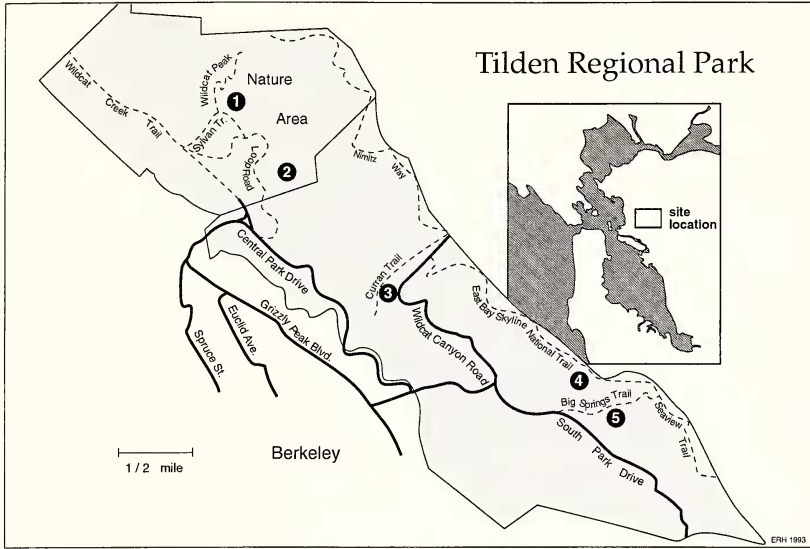 Tilden Regional Park
Wildcat Creek Trail
Wildcat Peak
Nature
Area
1
Sylvan Tr.
Loop Road
2
Nimitz Way
site
location
Central Park Drive
Curran Trail
3
East Bay Skyline National Trail
Wildcat Canyon Road
Grizzly Peak Blvd.
Euclid Ave.
Spruce St.
4
Big Springs Trail
5
Seaview Trail
South Park Drive
Berkeley
1/2 mile
ERH 1993